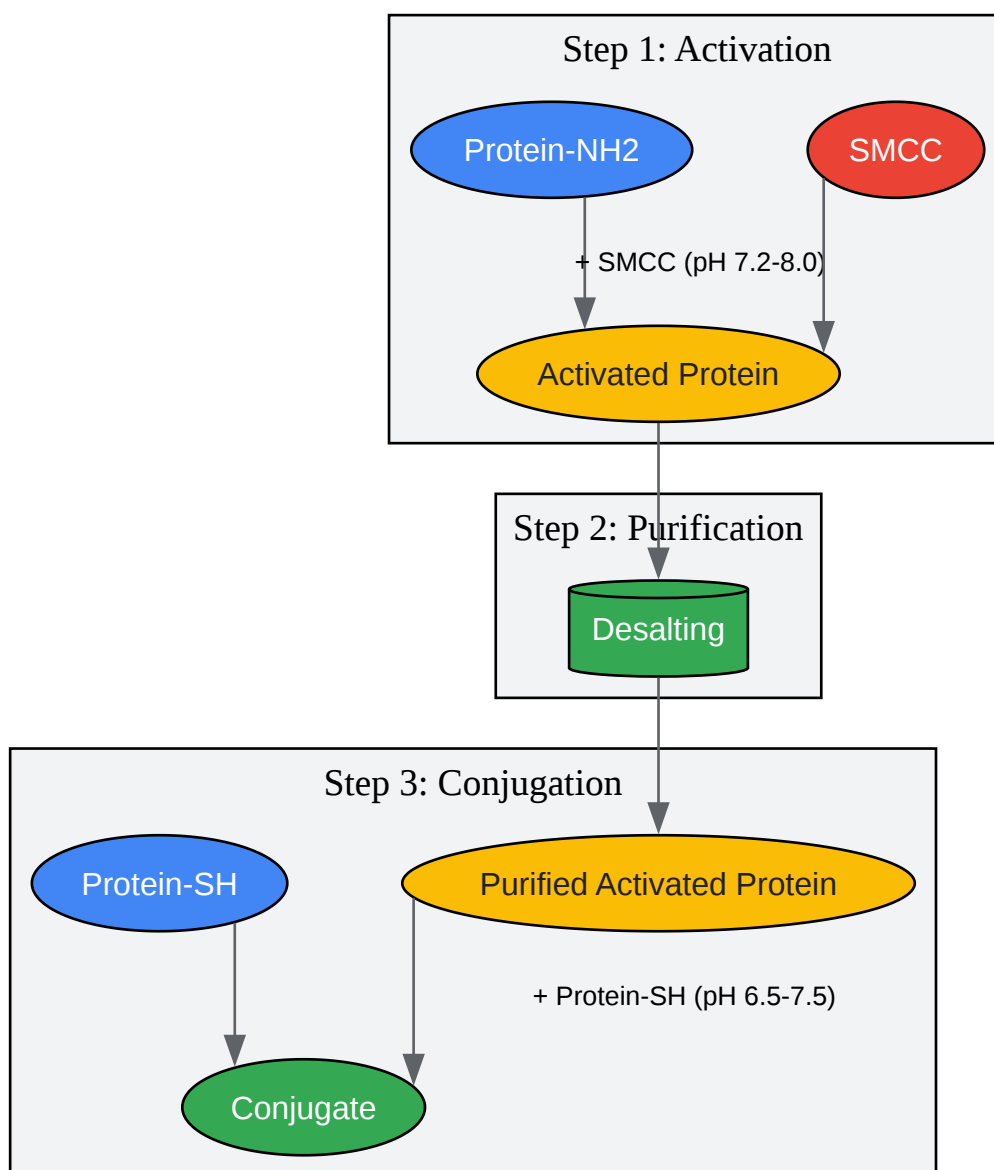 Step 1: Activation
Protein-NH2
SMCC
+ SMCC (pH 7.2-8.0)
Activated Protein
Step 2: Purification
Desalting
Step 3: Conjugation
Protein-SH
Purified Activated Protein
+ Protein-SH (pH 6.5-7.5)
Conjugate